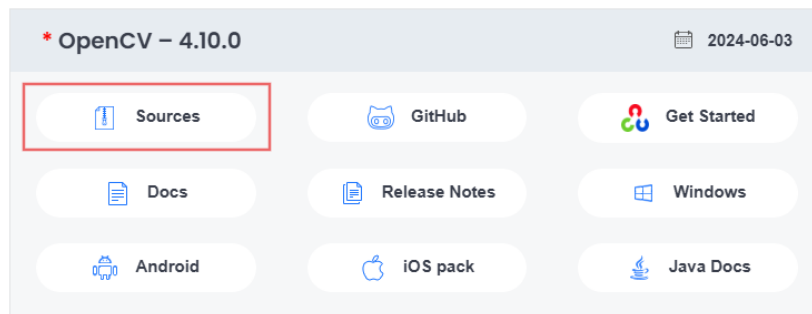 * OpenCV – 4.10.0 2024-06-03
Sources GitHub Get Started
Docs Release Notes Windows
Android iOS pack Java Docs